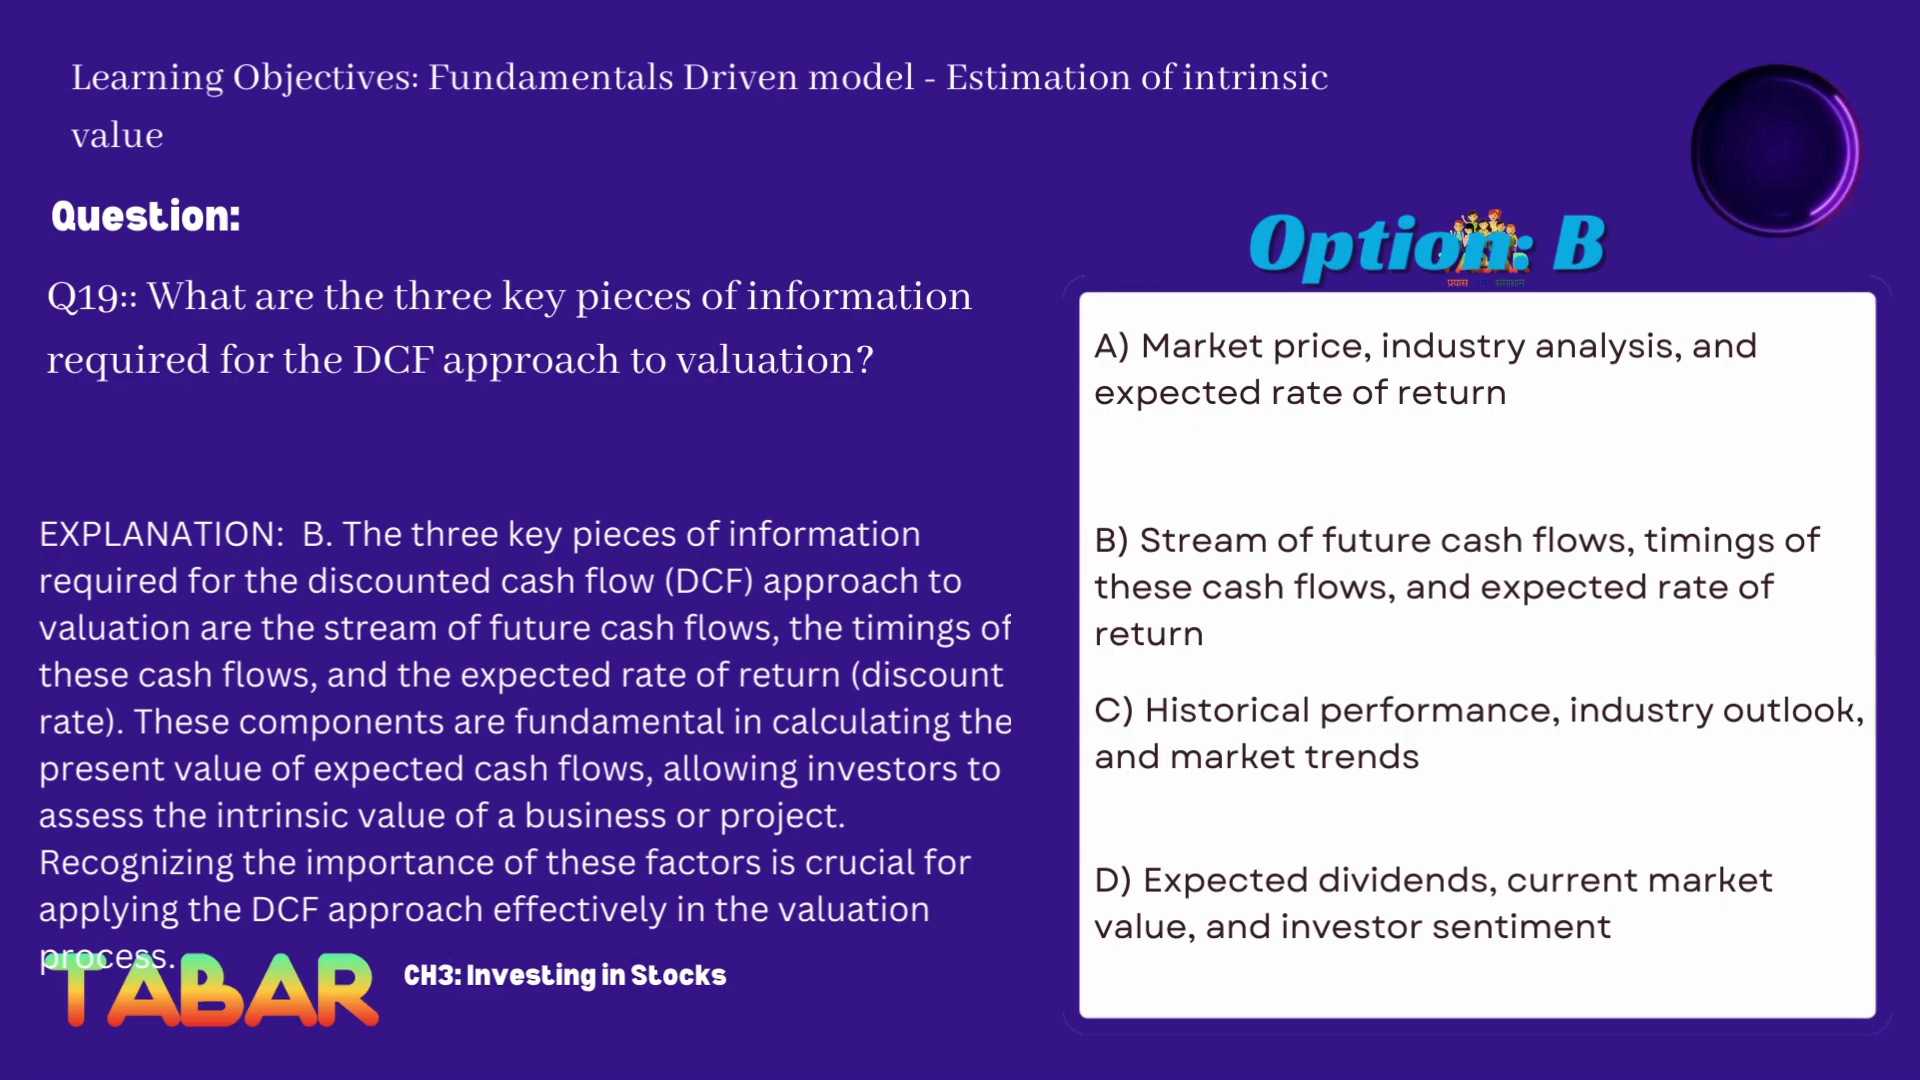 Learning Objectives: Fundamentals Driven model - Estimation of intrinsic
value
Question:
Q19:: What are the three key pieces of information
required for the DCF approach to valuation?
EXPLANATION:  B. The three key pieces of information
required for the discounted cash flow (DCF) approach to
valuation are the stream of future cash flows, the timings of
these cash flows, and the expected rate of return (discount
rate). These components are fundamental in calculating the
present value of expected cash flows, allowing investors to
assess the intrinsic value of a business or project.
Recognizing the importance of these factors is crucial for
applying the DCF approach effectively in the valuation
process.
TABAR
CH3: Investing in Stocks
Option: B
प्रयास समाधान
A) Market price, industry analysis, and
expected rate of return
B) Stream of future cash flows, timings of
these cash flows, and expected rate of
return
C) Historical performance, industry outlook,
and market trends
D) Expected dividends, current market
value, and investor sentiment